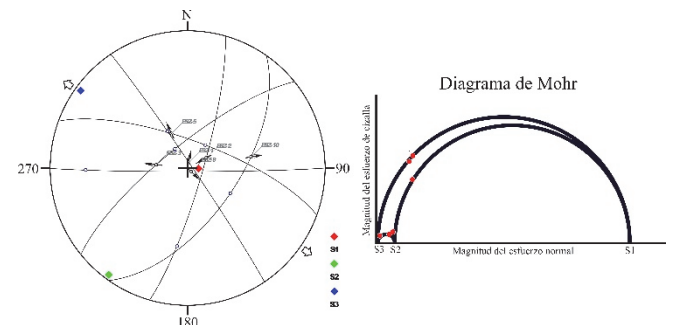 N
270
90
180
S1
S2
S3
Diagrama de Mohr
Magnitud del esfuerzo de cizalla
S3 S2 Magnitud del esfuerzo normal S1